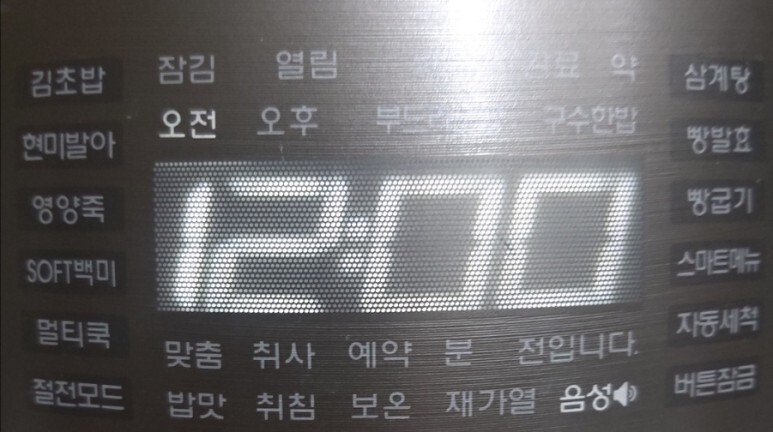 김초밥 잠김 열림 완료 약 삼계탕
현미발아 오전 오후 구수한밥 빵발효
영양죽 12:00 빵굽기
SOFT백미 스마트메뉴
멀티쿡 맞춤 취사 예약 분 전입니다. 자동세척
절전모드 밥맛 취침 보온 재가열 음성 버튼잠금